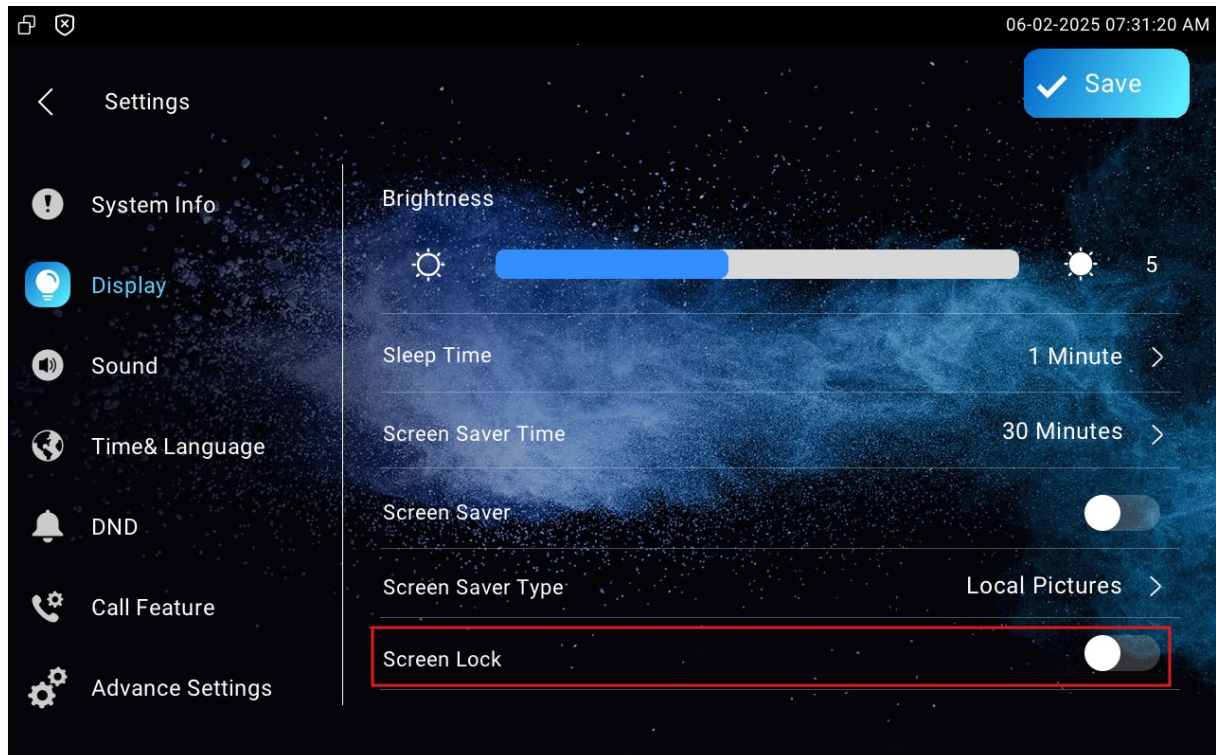 06-02-2025 07:31:20 AM
Settings
Save
System Info
Display
Sound
Time& Language
DND
Call Feature
Advance Settings
Brightness
5
Sleep Time 1 Minute
Screen Saver Time 30 Minutes
Screen Saver
Screen Saver Type Local Pictures
Screen Lock